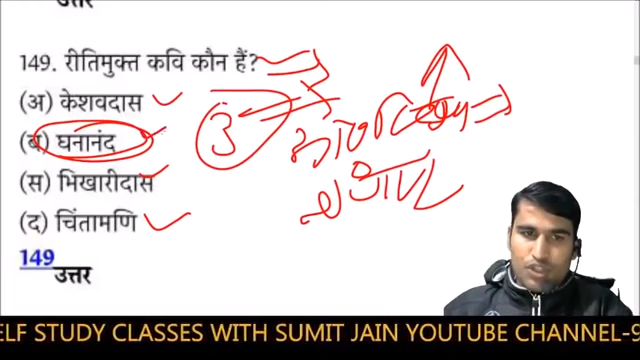 उत्तर
149. रीतिमुक्त कवि कौन हैं?
(अ) केशवदास
(ब) घनानंद
(स) भिखारीदास
(द) चिंतामणि
149
उत्तर
ELF STUDY CLASSES WITH SUMIT JAIN YOUTUBE CHANNEL-9